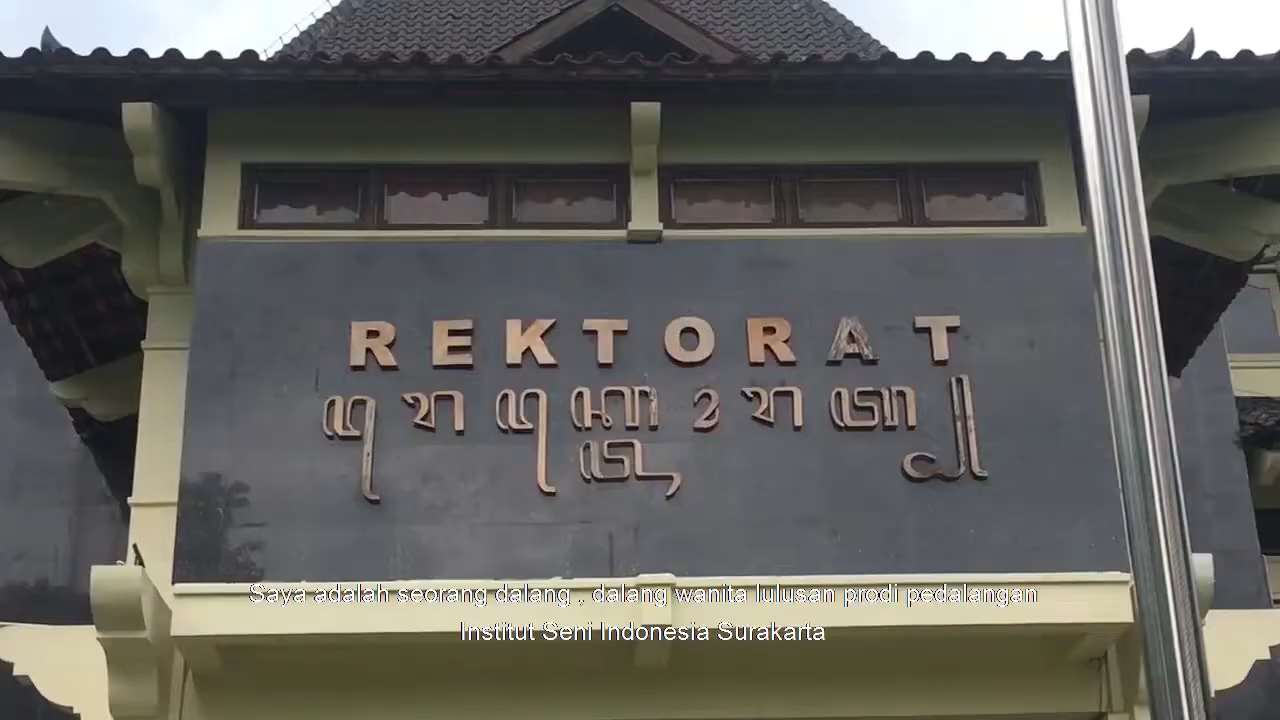 REKTORAT
Saya adalah seorang dalang , dalang wanita lulusan prodi pedalangan
Institut Seni Indonesia Surakarta